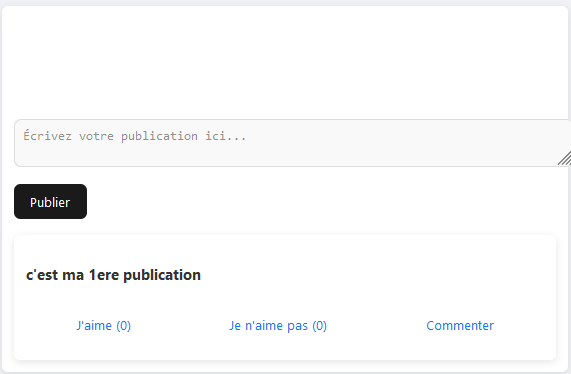 Écrivez votre publication ici...
Publier
c'est ma 1ere publication
J'aime (0) Je n'aime pas (0) Commenter